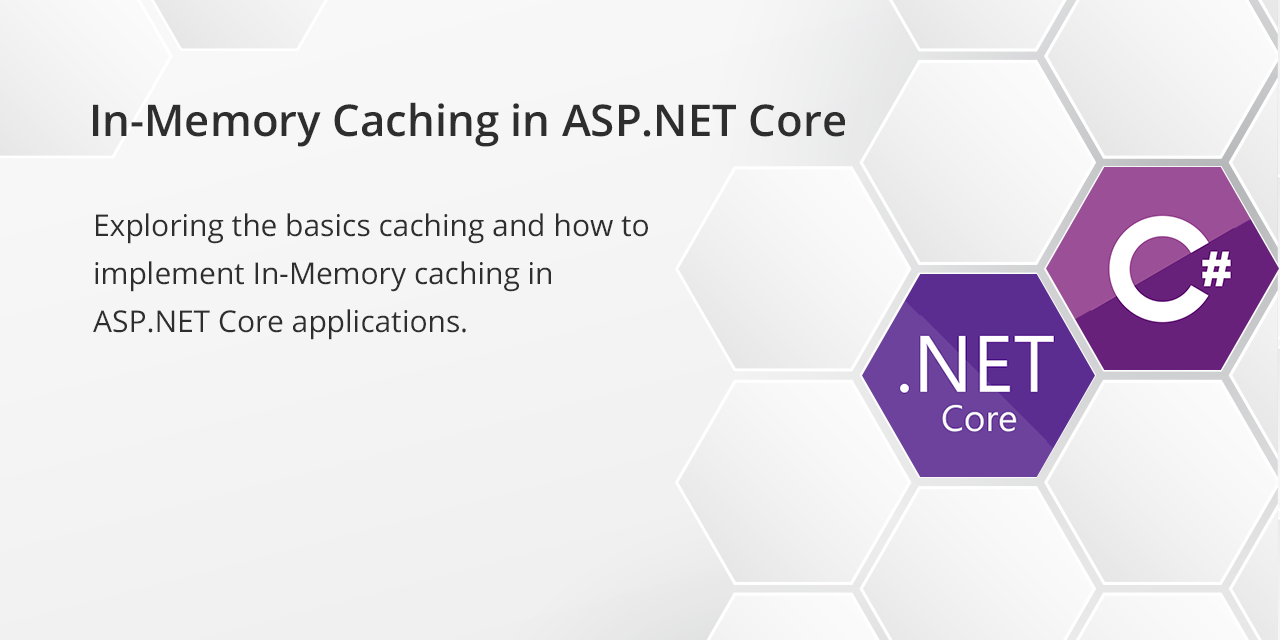 In-Memory Caching in ASP.NET Core
Exploring the basics caching and how to
implement In-Memory caching in
ASP.NET Core applications.
C#
.NET
Core